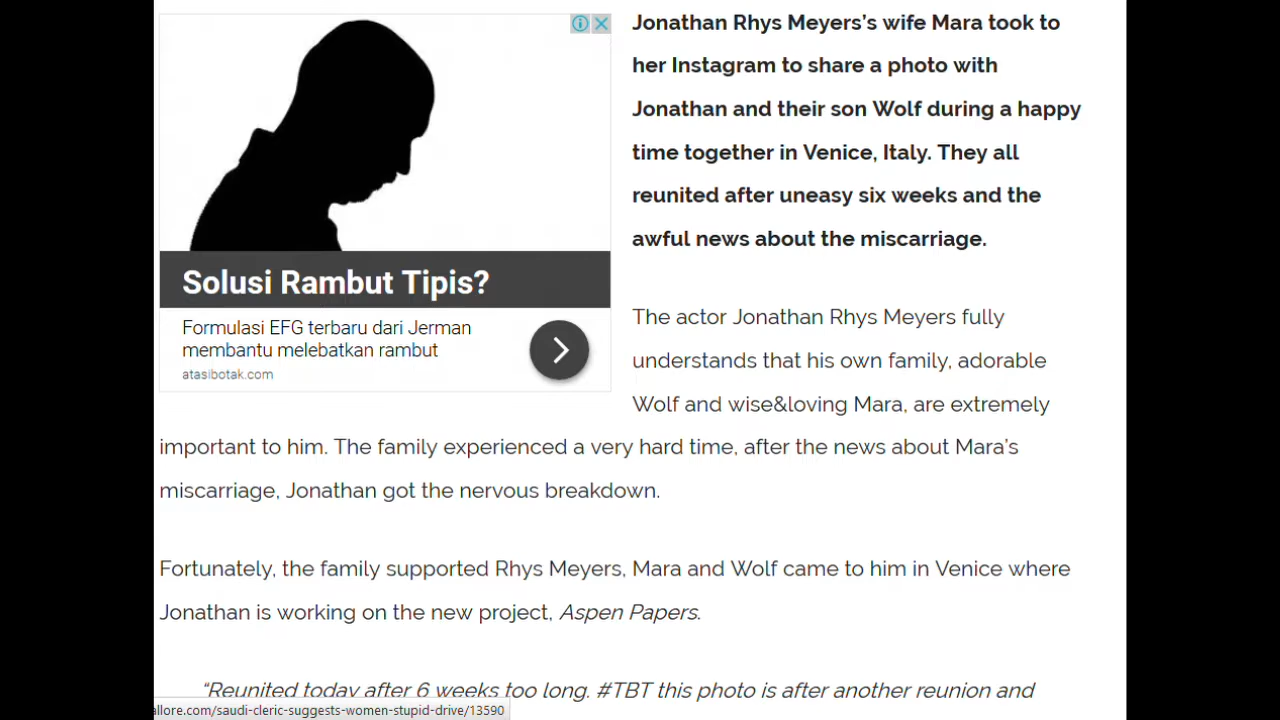 Jonathan Rhys Meyers’s wife Mara took to
her Instagram to share a photo with
Jonathan and their son Wolf during a happy
time together in Venice, Italy. They all
reunited after uneasy six weeks and the
awful news about the miscarriage.
Solusi Rambut Tipis?
Formulasi EFG terbaru dari Jerman
membantu melebatkan rambut
atasibotak.com
The actor Jonathan Rhys Meyers fully
understands that his own family, adorable
Wolf and wise&loving Mara, are extremely
important to him. The family experienced a very hard time, after the news about Mara’s
miscarriage, Jonathan got the nervous breakdown.
Fortunately, the family supported Rhys Meyers, Mara and Wolf came to him in Venice where
Jonathan is working on the new project, Aspen Papers.
“Reunited today after 6 weeks too long. #TBT this photo is after another reunion and
allore.com/saudi-cleric-suggests-women-stupid-drive/13590